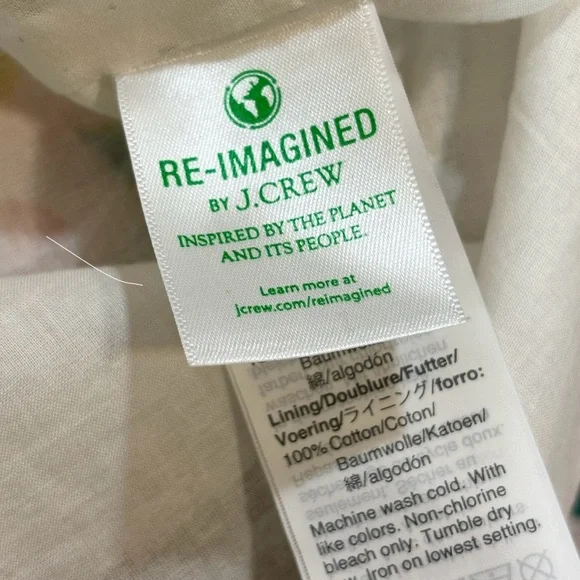 RE-IMAGINED
BY J.CREW
INSPIRED BY THE PLANET
AND ITS PEOPLE.
Learn more at
jcrew.com/reimagined
綿/algodón
Lining/Doublure/Futter/
Voering/ライニング/forro:
100% Cotton/Coton/
Baumwolle/Katoen/
綿/algodón
Machine wash cold. With
like colors. Non-chlorine
bleach only. Tumble dry
Iron on lowest setting.